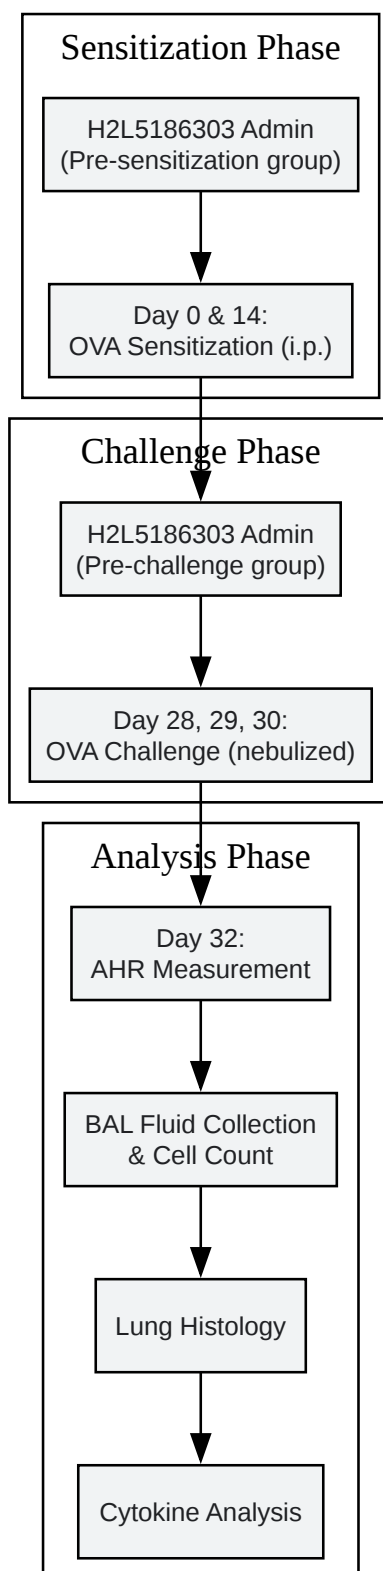 Sensitization Phase
H2L5186303 Admin
(Pre-sensitization group)
Day 0 & 14:
OVA Sensitization (i.p.)
Challenge Phase
H2L5186303 Admin
(Pre-challenge group)
Day 28, 29, 30:
OVA Challenge (nebulized)
Analysis Phase
Day 32:
AHR Measurement
BAL Fluid Collection
& Cell Count
Lung Histology
Cytokine Analysis